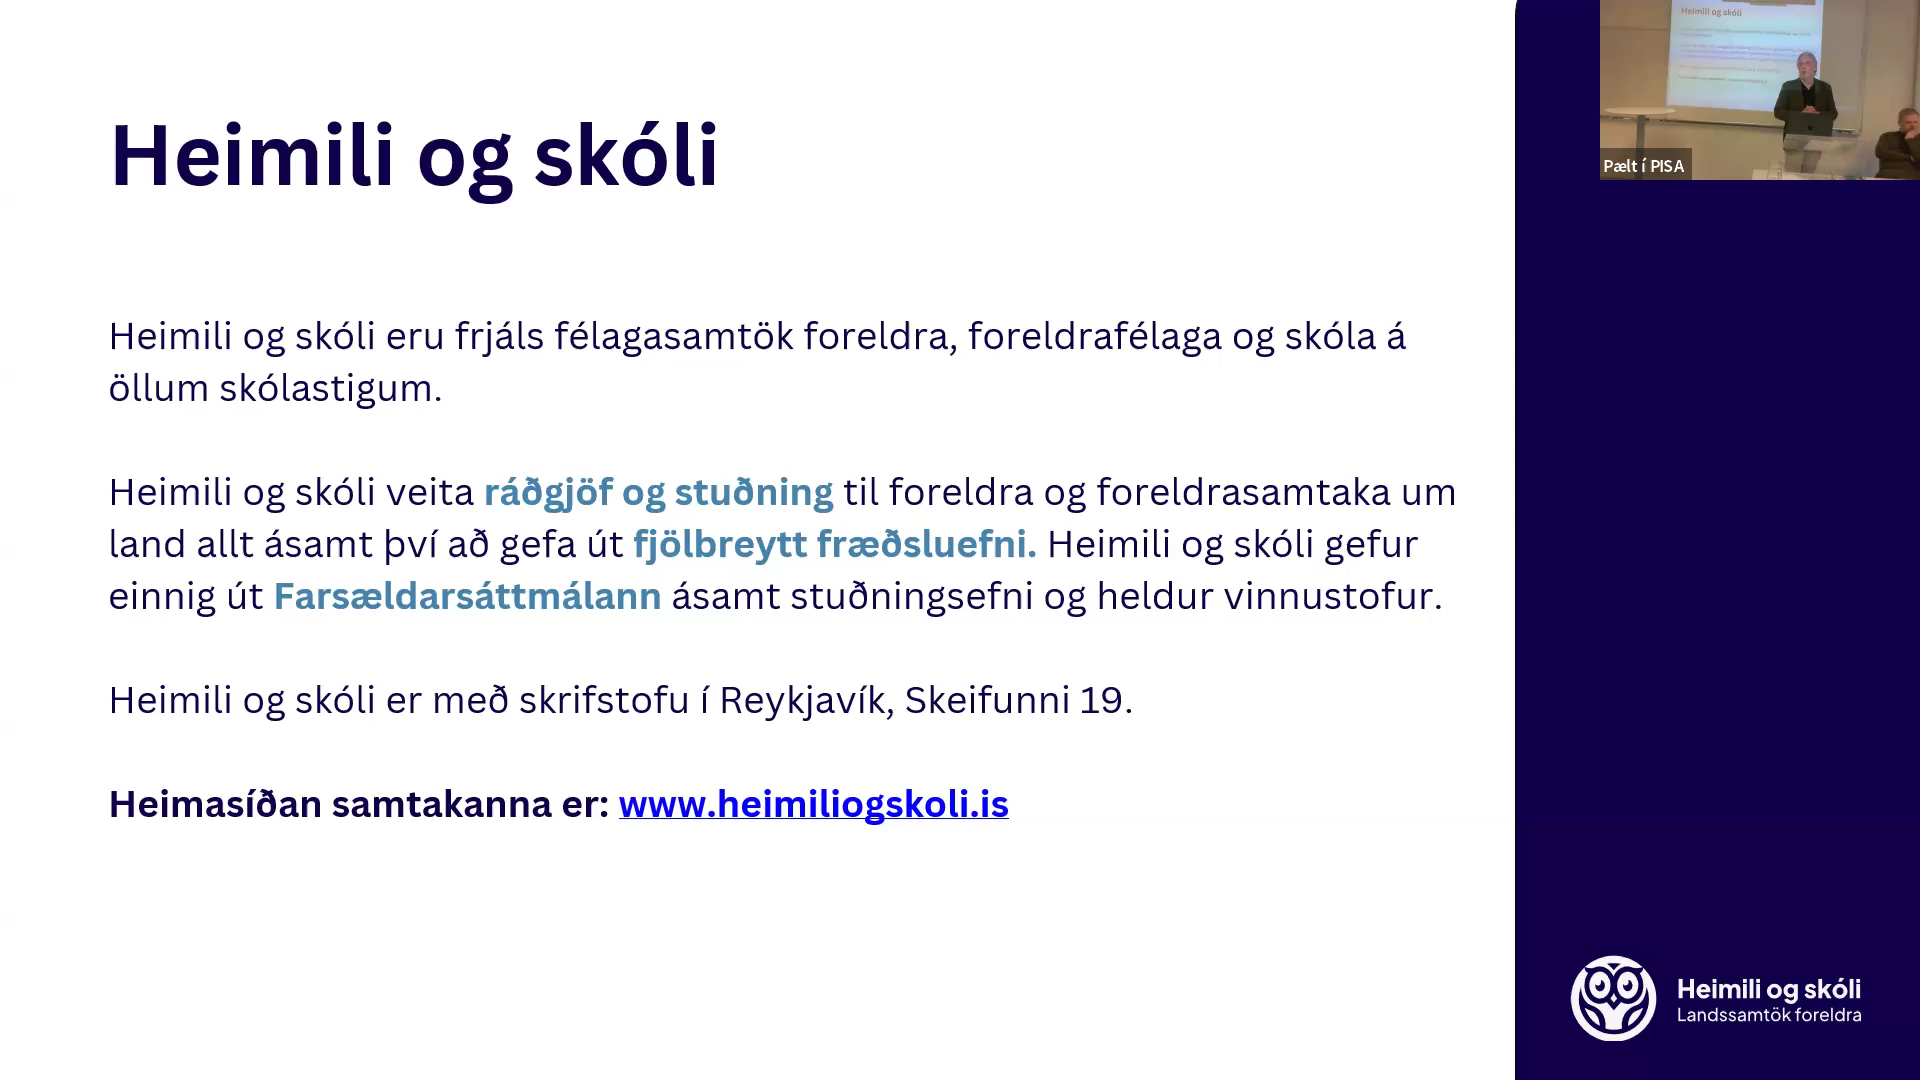 Heimili og skóli
Heimili og skóli eru frjáls félagasamtök foreldra, foreldrafélaga og skóla á
öllum skólastigum.
Heimili og skóli veita ráðgjöf og stuðning til foreldra og foreldrasamtaka um
land allt ásamt því að gefa út fjölbreytt fræðsluefni. Heimili og skóli gefur
einnig út Farsældarsáttmálann ásamt stuðningsefni og heldur vinnustofur.
Heimili og skóli er með skrifstofu í Reykjavík, Skeifunni 19.
Heimasíðan samtakanna er: www.heimiliogskoli.is
Heimili og skóli
Pælt í PISA
Heimili og skóli
Landssamtök foreldra